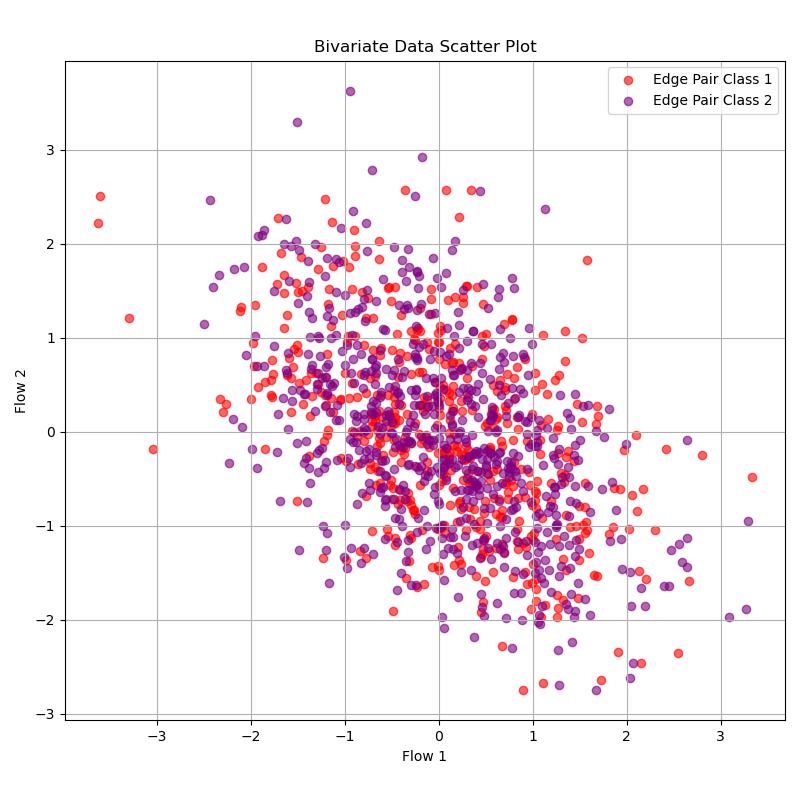 Bivariate Data Scatter Plot
Edge Pair Class 1
Edge Pair Class 2
3
2
1
0
−1
−2
−3
Flow 2
−3
−2
−1
0
1
2
3
Flow 1